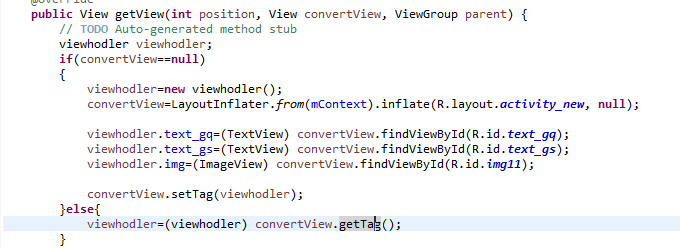 @Override
public View getView(int position, View convertView, ViewGroup parent) {
// TODO Auto-generated method stub
viewhodler viewhodler;
if(convertView==null)
{
viewhodler=new viewhodler();
convertView=LayoutInflater.from(mContext).inflate(R.layout.activity_new, null);
viewhodler.text_gq=(TextView) convertView.findViewById(R.id.text_gq);
viewhodler.text_gs=(TextView) convertView.findViewById(R.id.text_gs);
viewhodler.img=(ImageView) convertView.findViewById(R.id.img11);
convertView.setTag(viewhodler);
}else{
viewhodler=(viewhodler) convertView.getTag();
}